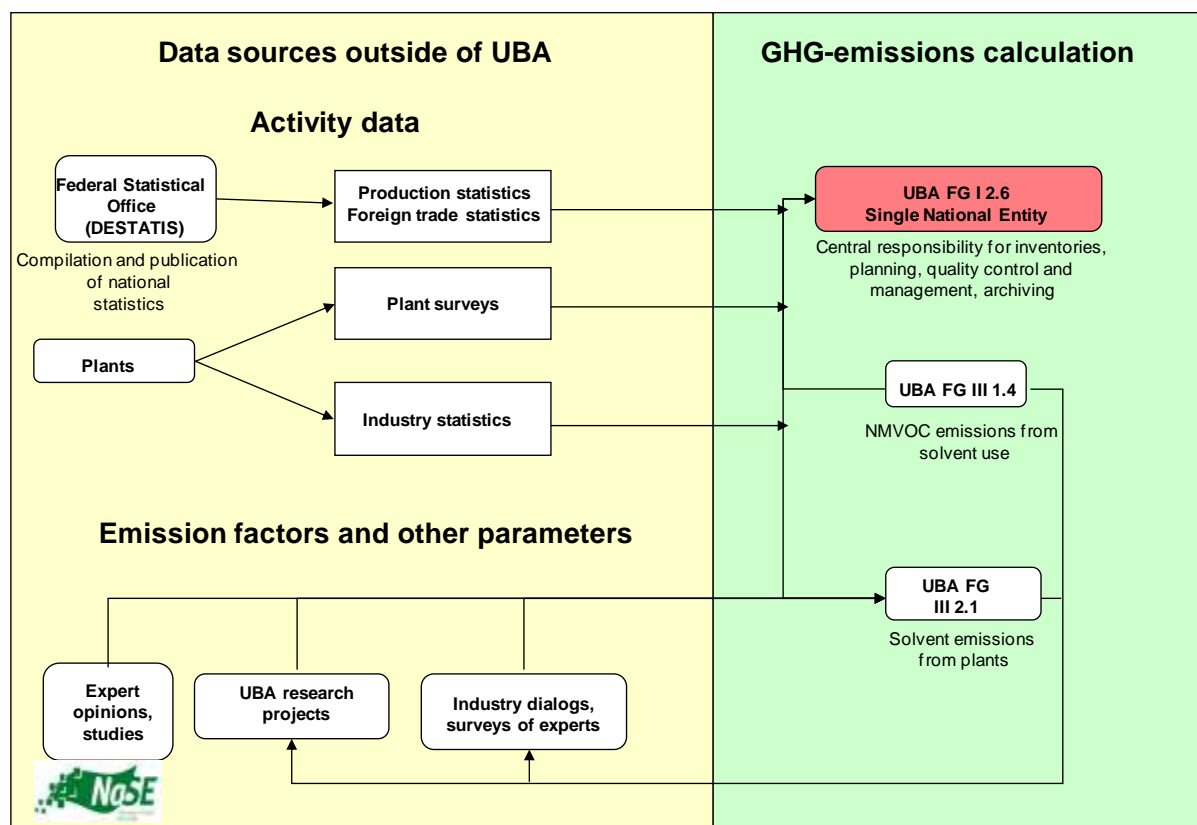 Data sources outside of UBA
GHG-emissions calculation
Activity data
Federal Statistical
Office
(DESTATIS)
Compilation and publication
of national
statistics
Production statistics
Foreign trade statistics
UBA FG I 2.6
Single National Entity
Central responsibility for inventories,
planning, quality control and
management, archiving
Plant surveys
Plants
Industry statistics
UBA FG III 1.4
NMVOC emissions from
solvent use
Emission factors and other parameters
UBA FG
III 2.1
Solvent emissions
from plants
Expert
opinions,
studies
UBA research
projects
Industry dialogs,
surveys of experts
NaSE